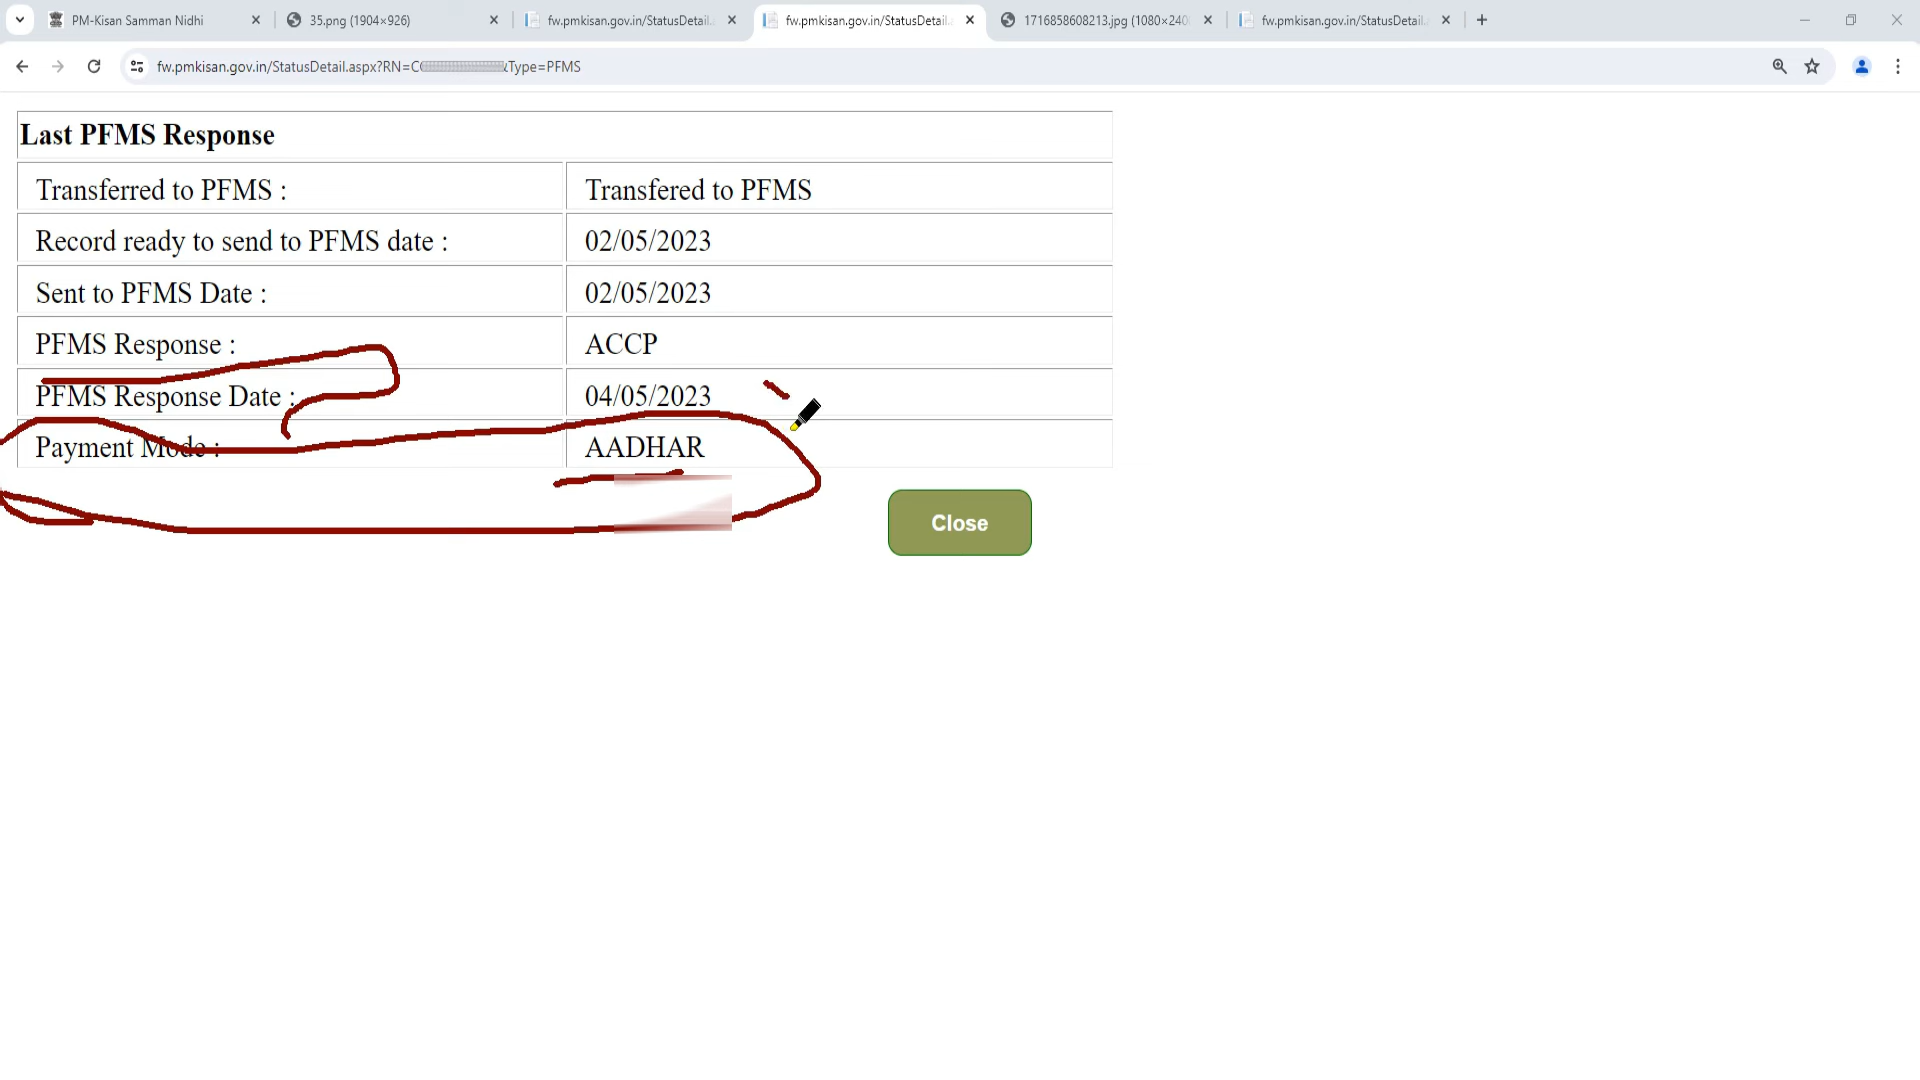 PM-Kisan Samman Nidhi
35.png (1904×926)
fw.pmkisan.gov.in/StatusDetail.
fw.pmkisan.gov.in/StatusDetail.
1716858608213.jpg (1080×240
fw.pmkisan.gov.in/StatusDetail.
fw.pmkisan.gov.in/StatusDetail.aspx?RN=C Type=PFMS
Last PFMS Response
Transferred to PFMS : Transfered to PFMS
Record ready to send to PFMS date : 02/05/2023
Sent to PFMS Date : 02/05/2023
PFMS Response : ACCP
PFMS Response Date : 04/05/2023
Payment Mode : AADHAR
Close